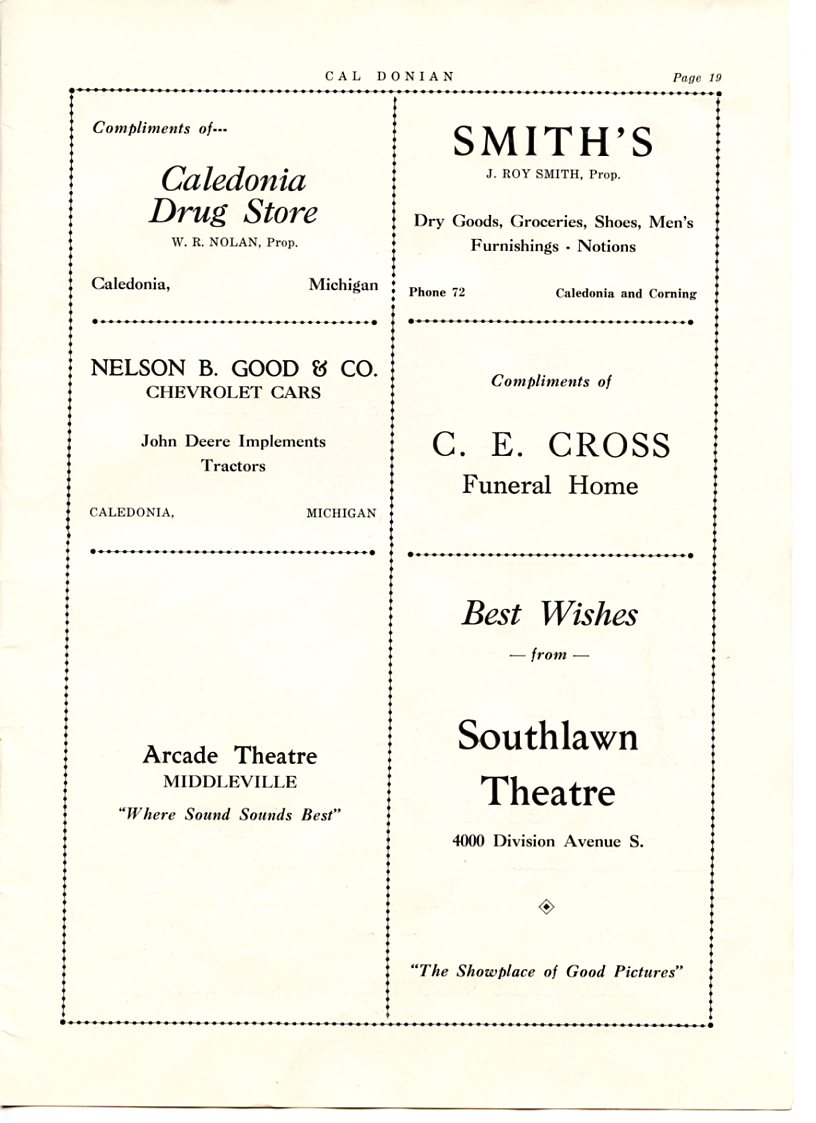 CAL DONIAN
Page 19
Compliments of---
Caledonia
Drug Store
W. R. NOLAN, Prop.
Caledonia, Michigan
NELSON B. GOOD & CO.
CHEVROLET CARS
John Deere Implements
Tractors
CALEDONIA, MICHIGAN
Arcade Theatre
MIDDLEVILLE
"Where Sound Sounds Best"
SMITH'S
J. ROY SMITH, Prop.
Dry Goods, Groceries, Shoes, Men's
Furnishings - Notions
Phone 72 Caledonia and Corning
Compliments of
C. E. CROSS
Funeral Home
Best Wishes
— from —
Southlawn
Theatre
4000 Division Avenue S.
"The Showplace of Good Pictures"